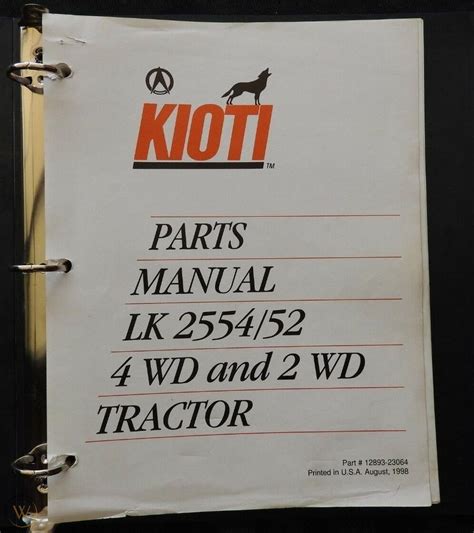 KIOTI
TM
PARTS
MANUAL
LK 2554/52
4 WD and 2 WD
TRACTOR
Part # 12893-23064
Printed in U.S.A. August, 1998